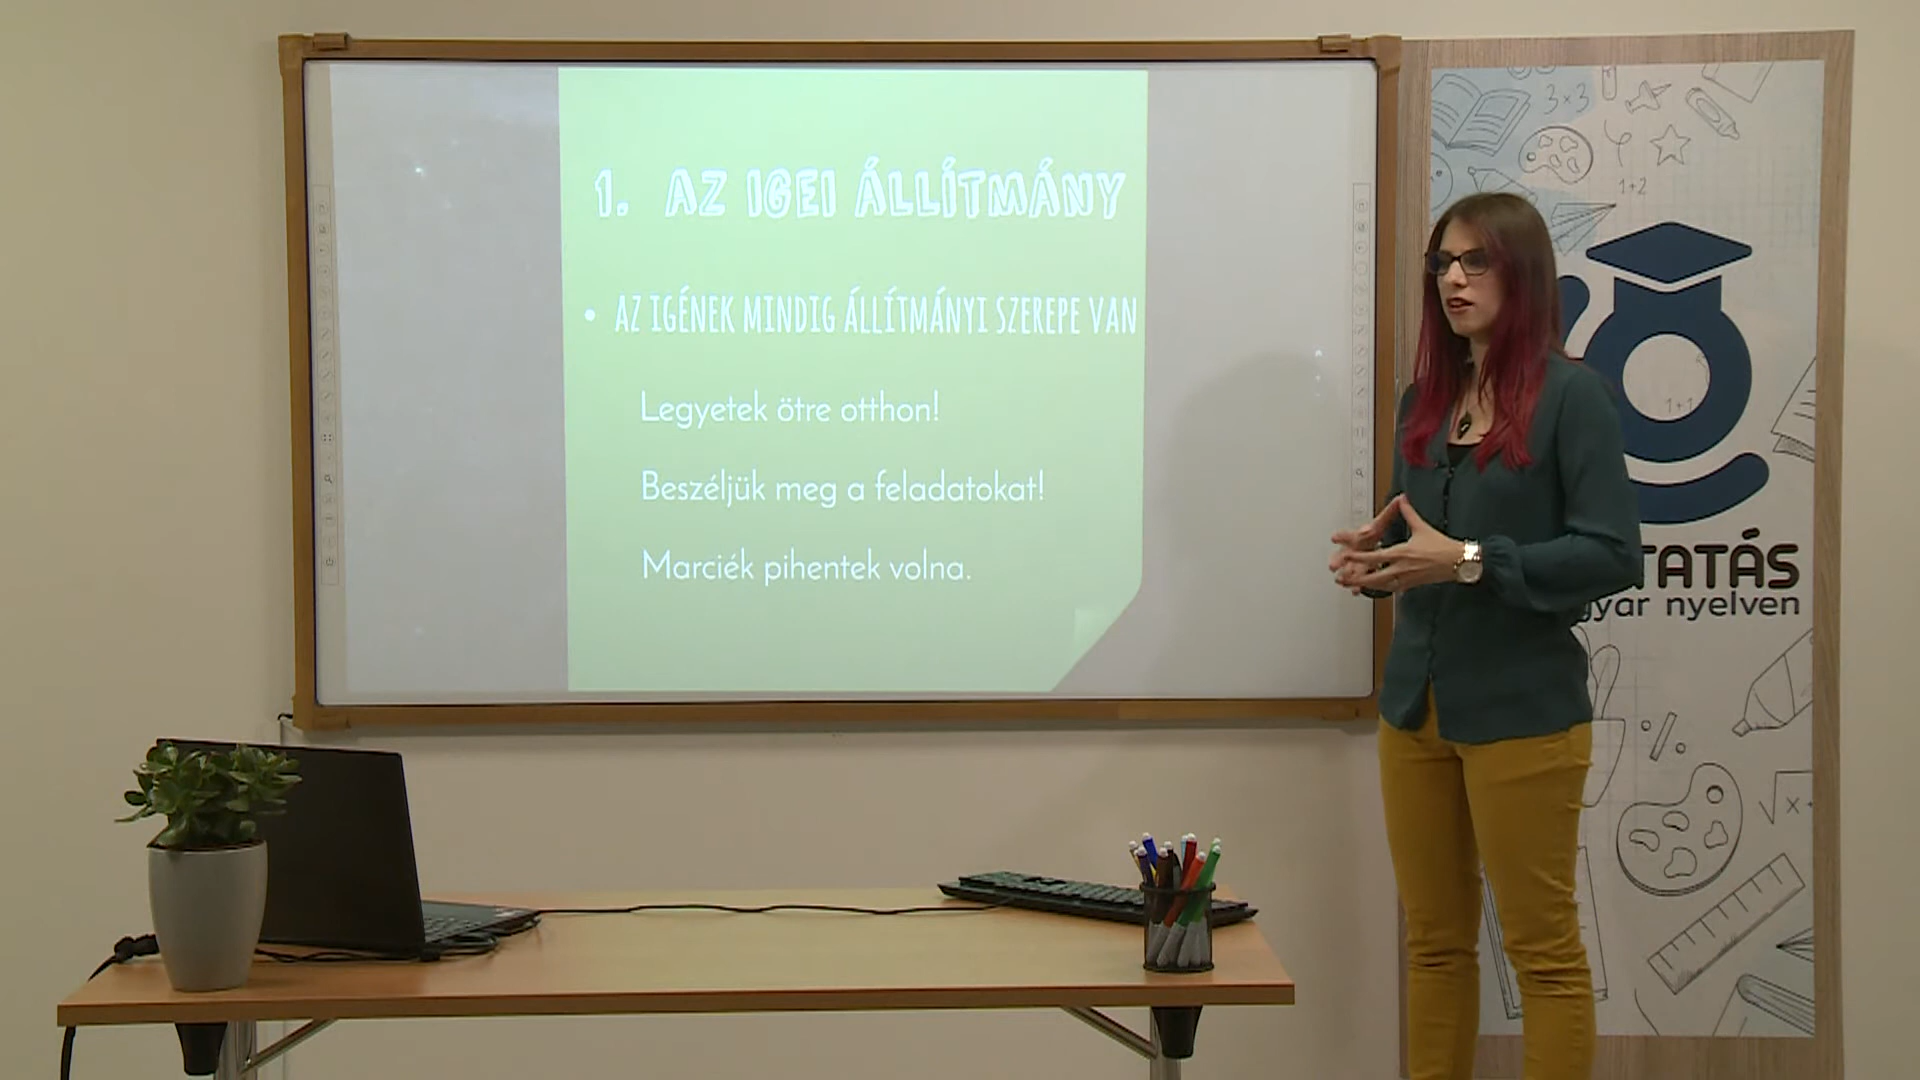 1. AZ IGEI ÁLLÍTMÁNY
• AZ IGÉNEK MINDIG ÁLLÍTMÁNYI SZEREPE VAN
Legyetek ötre otthon!
Beszéljük meg a feladatokat!
Marciék pihentek volna.
3×3
1+2
1+1
TATÁS
gyar nyelven